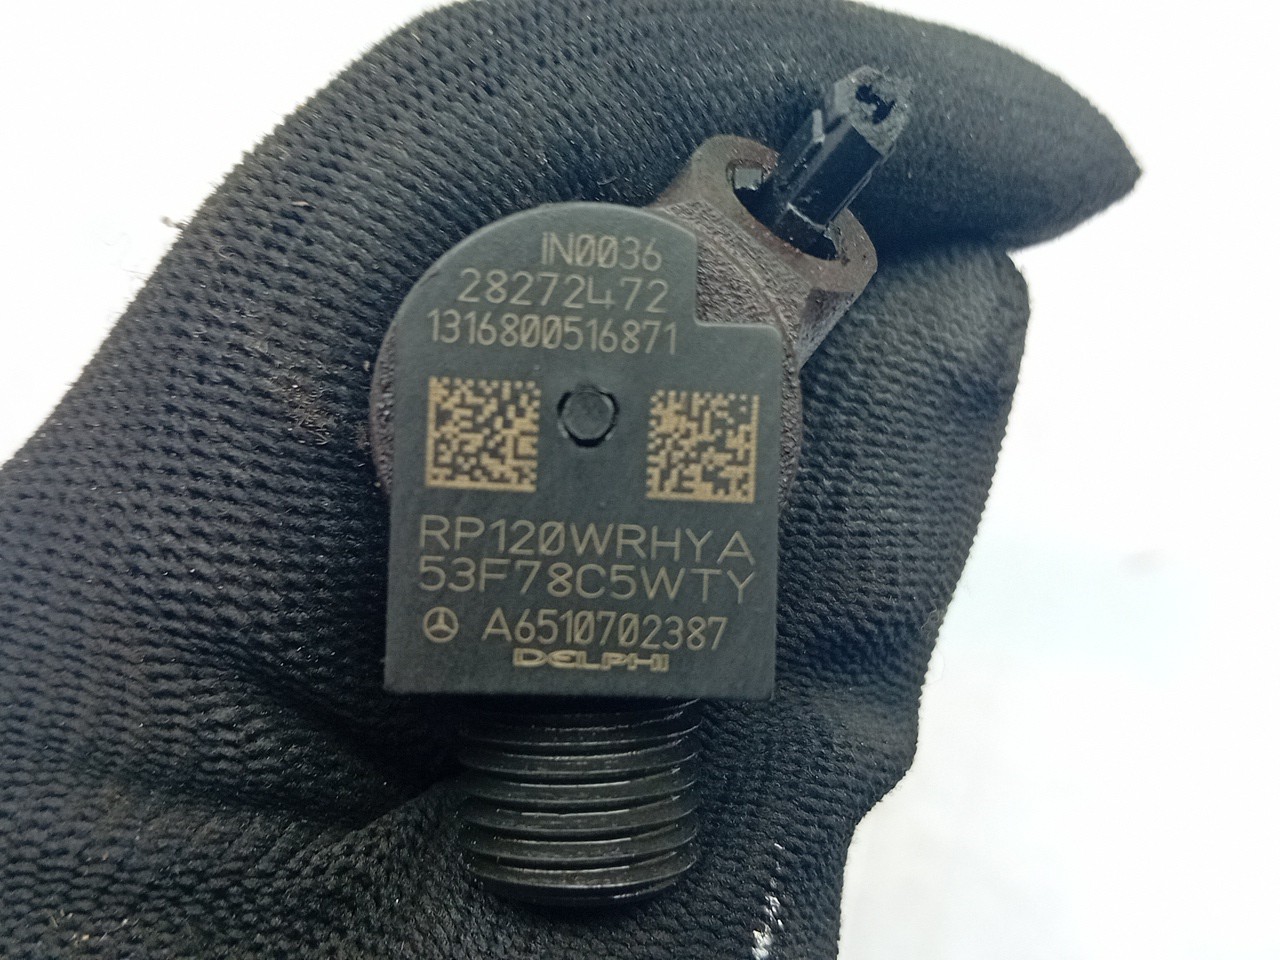 IN0036
28272472
1316800516871
RP120WRHYA
53F78C5WTY
A6510702387
DELPHI